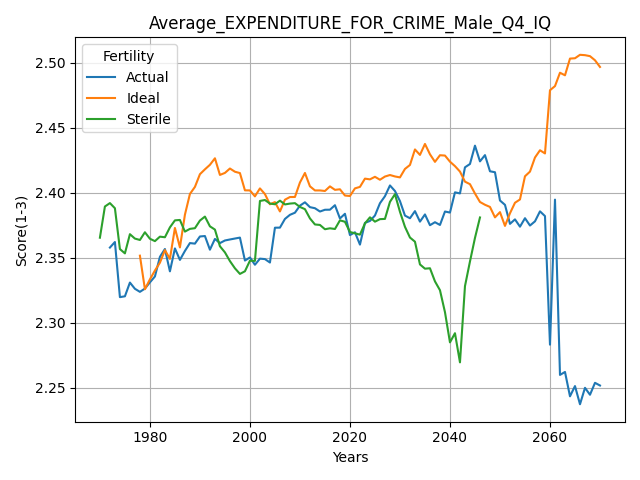 Average_EXPENDITURE_FOR_CRIME_Male_Q4_IQ
Fertility
Actual
Ideal
Sterile
Score(1-3)
2.50
2.45
2.40
2.35
2.30
2.25
1980
2000
2020
2040
2060
Years